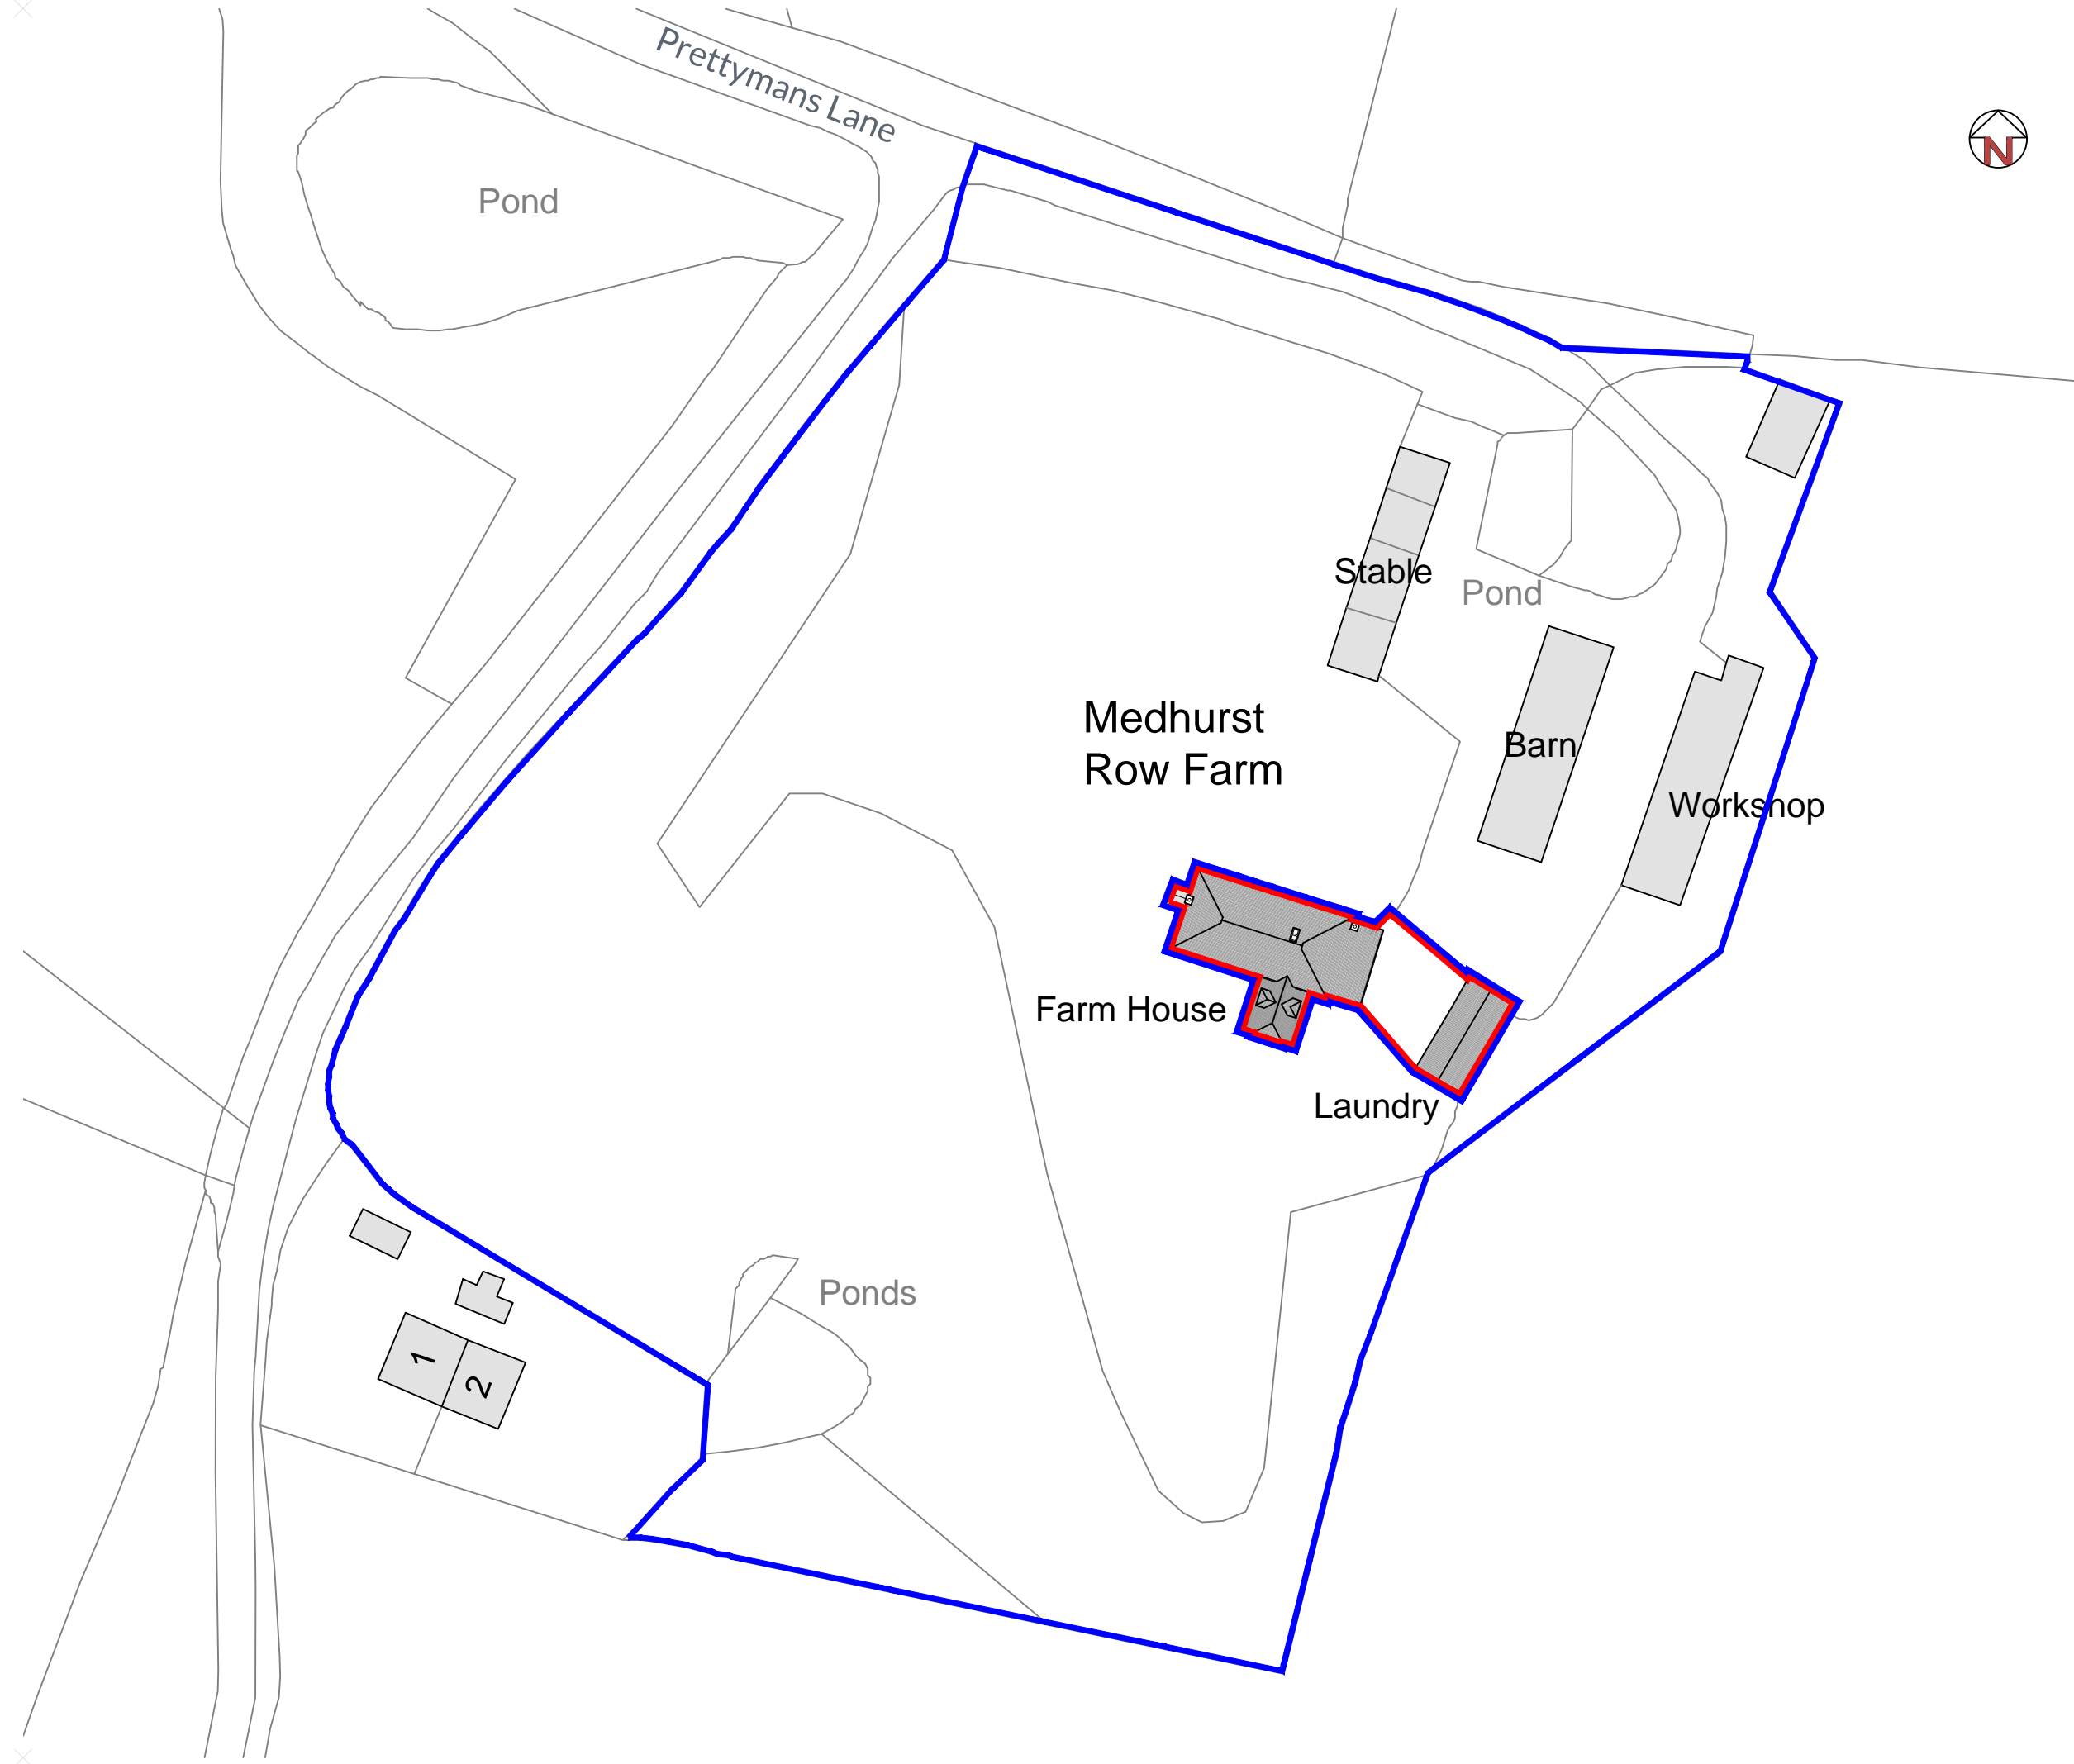 Prettymans Lane
N
Pond
Stable
Pond
Medhurst
Row Farm
Barn
Workshop
Farm House
Laundry
Ponds
1
2